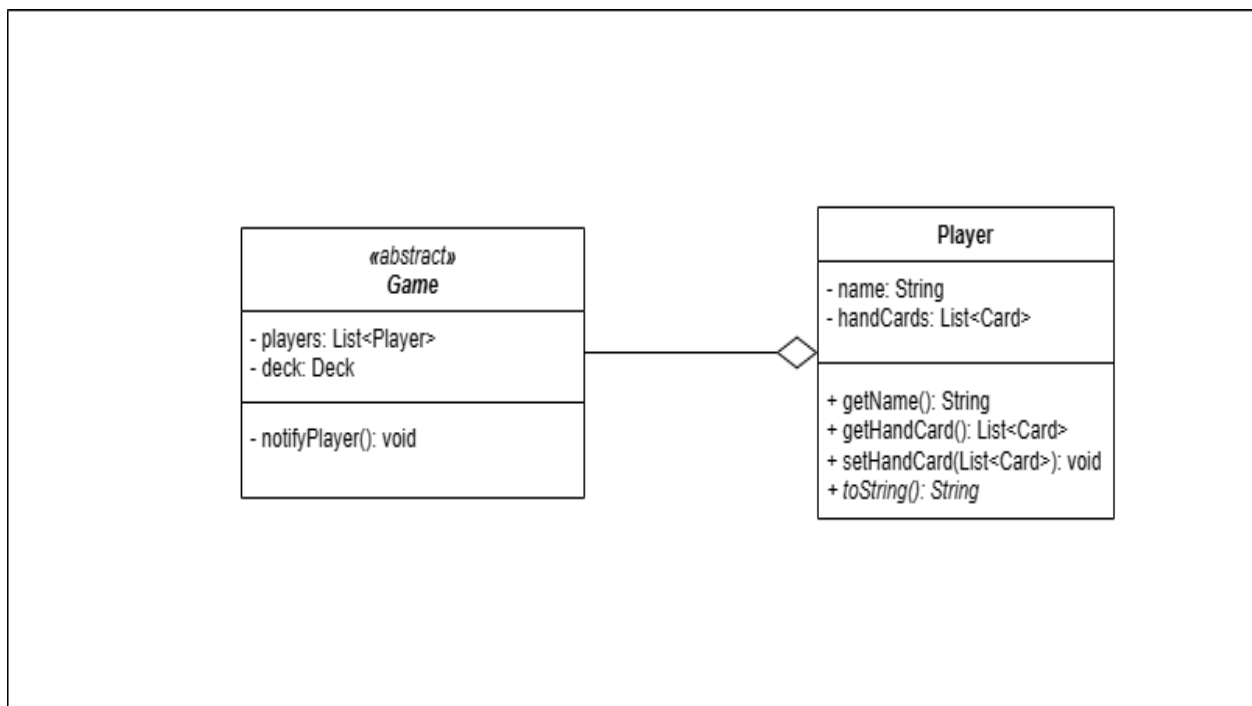 «abstract»
Game
- players: List<Player>
- deck: Deck
- notifyPlayer(): void
Player
- name: String
- handCards: List<Card>
+ getName(): String
+ getHandCard(): List<Card>
+ setHandCard(List<Card>): void
+ toString(): String